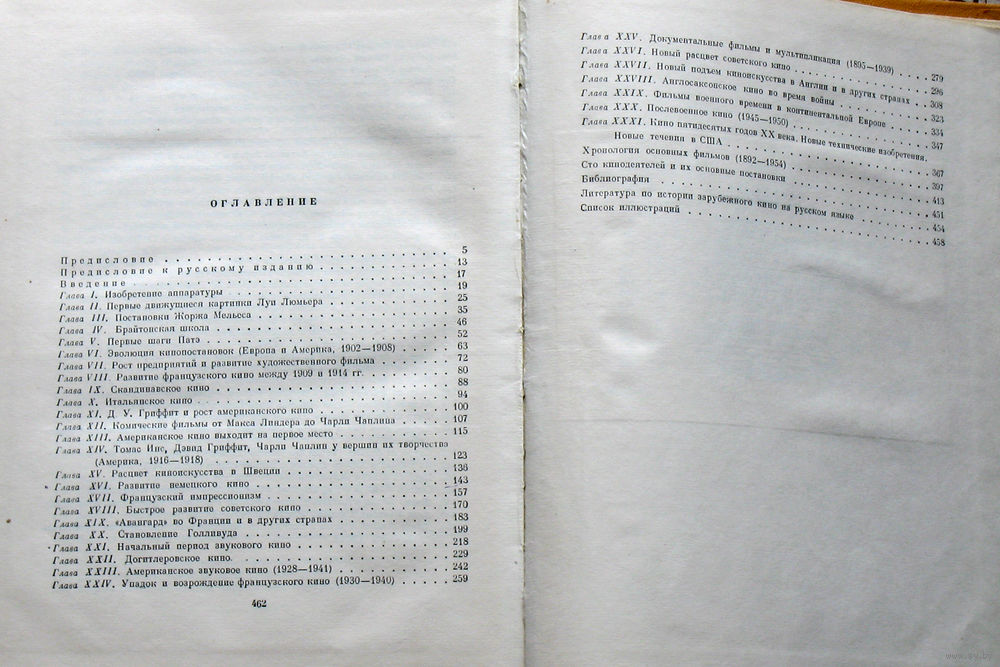 ОГЛАВЛЕНИЕ
Предисловие . . . 5
Предисловие к русскому изданию . . . 13
Введение . . . 17
Глава I. Изобретение аппаратуры . . . 19
Глава II. Первые движущиеся картинки Луи Люмьера . . . 25
Глава III. Постановки Жоржа Мельеса . . . 35
Глава IV. Брайтонская школа . . . 46
Глава V. Первые шаги Патэ . . . 52
Глава VI. Эволюция кинопостановок (Европа и Америка, 1902—1908) . . . 63
Глава VII. Рост предприятий и развитие художественного фильма . . . 72
Глава VIII. Развитие французского кино между 1909 и 1914 гг. . . . 80
Глава IX. Скандинавское кино . . . 88
Глава X. Итальянское кино . . . 94
Глава XI. Д. У. Гриффит и рост американского кино . . . 100
Глава XII. Комические фильмы от Макса Линдера до Чарли Чаплина . . . 107
Глава XIII. Американское кино выходит на первое место . . . 115
Глава XIV. Томас Инс, Дэвид Гриффит, Чарли Чаплин у вершин их творчества
(Америка, 1916—1918) . . . 123
Глава XV. Расцвет киноискусства в Швеции . . . 136
Глава XVI. Развитие немецкого кино . . . 143
Глава XVII. Французский импрессионизм . . . 157
Глава XVIII. Быстрое развитие советского кино . . . 170
Глава XIX. «Авангард» во Франции и в других странах . . . 183
Глава XX. Становление Голливуда . . . 199
Глава XXI. Начальный период звукового кино . . . 218
Глава XXII. Догитлеровское кино . . . 229
Глава XXIII. Американское звуковое кино (1928—1941) . . . 242
Глава XXIV. Упадок и возрождение французского кино (1930—1940) . . . 259
462
Глава XXV. Документальные фильмы и мультипликация (1895—1939) . . . 279
Глава XXVI. Новый расцвет советского кино . . . 296
Глава XXVII. Новый подъем киноискусства в Англии и в других странах . . . 308
Глава XXVIII. Англосаксонское кино во время войны . . . 323
Глава XXIX. Фильмы военного времени в континентальной Европе . . . 334
Глава XXX. Послевоенное кино (1945—1950) . . . 347
Глава XXXI. Кино пятидесятых годов XX века. Новые технические изобретения.
Новые течения в США . . . 367
Хронология основных фильмов (1892—1954) . . . 397
Сто кинодеятелей и их основные постановки . . . 413
Библиография . . . 451
Литература по истории зарубежного кино на русском языке . . . 454
Список иллюстраций . . . 458
www.ay.by